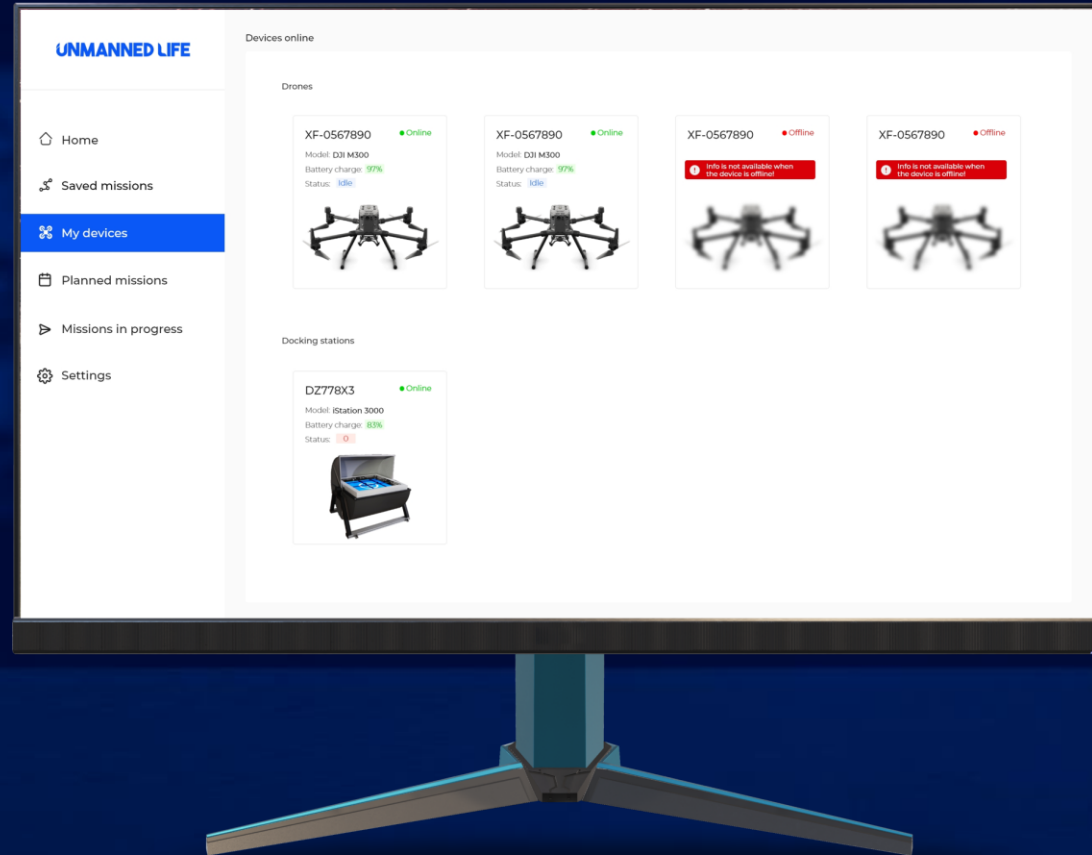 UNMANNED LIFE
Home
Saved missions
My devices
Planned missions
Missions in progress
Settings
Devices online
Drones
XF-0567890 Online
Model: DJI M300
Battery charge: 97%
Status: Idle
XF-0567890 Online
Model: DJI M300
Battery charge: 97%
Status: Idle
XF-0567890 Offline
Info is not available when
the device is offline!
XF-0567890 Offline
Info is not available when
the device is offline!
Docking stations
DZ778X3 Online
Model: iStation 3000
Battery charge: 83%
Status: 0